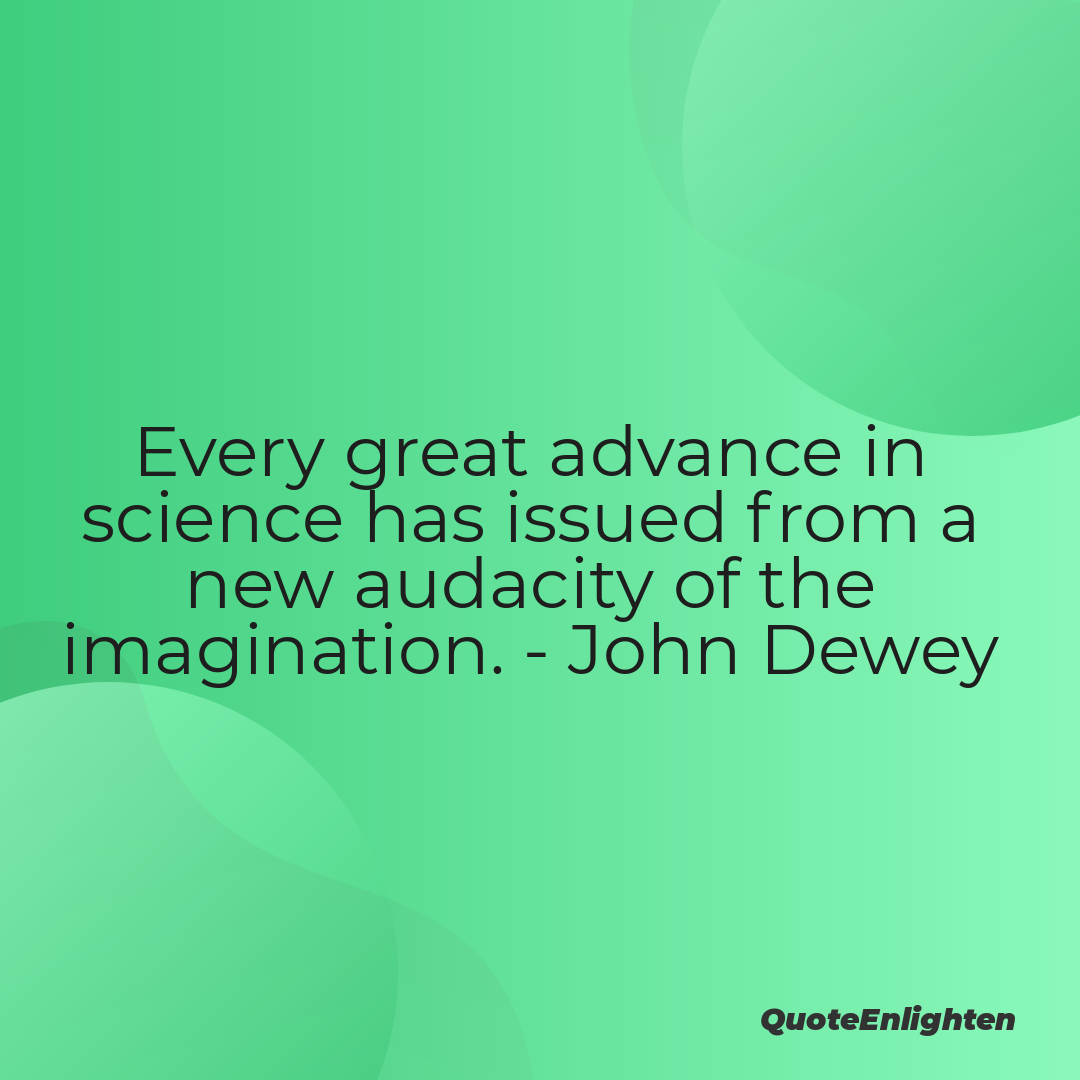 Every great advance in
science has issued from a
new audacity of the
imagination. - John Dewey
QuoteEnlighten